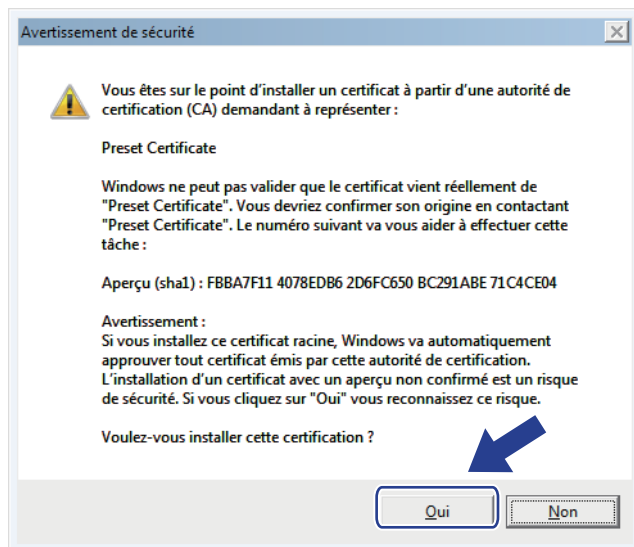 Avertissement de sécurité
Vous êtes sur le point d'installer un certificat à partir d'une autorité de
certification (CA) demandant à représenter :
Preset Certificate
Windows ne peut pas valider que le certificat vient réellement de
"Preset Certificate". Vous devriez confirmer son origine en contactant
"Preset Certificate". Le numéro suivant va vous aider à effectuer cette
tâche :
Aperçu (sha1) : FBBA7F11 4078EDB6 2D6FC650 BC291ABE 71C4CE04
Avertissement :
Si vous installez ce certificat racine, Windows va automatiquement
approuver tout certificat émis par cette autorité de certification.
L'installation d'un certificat avec un aperçu non confirmé est un risque
de sécurité. Si vous cliquez sur "Oui" vous reconnaissez ce risque.
Voulez-vous installer cette certification ?
Oui Non